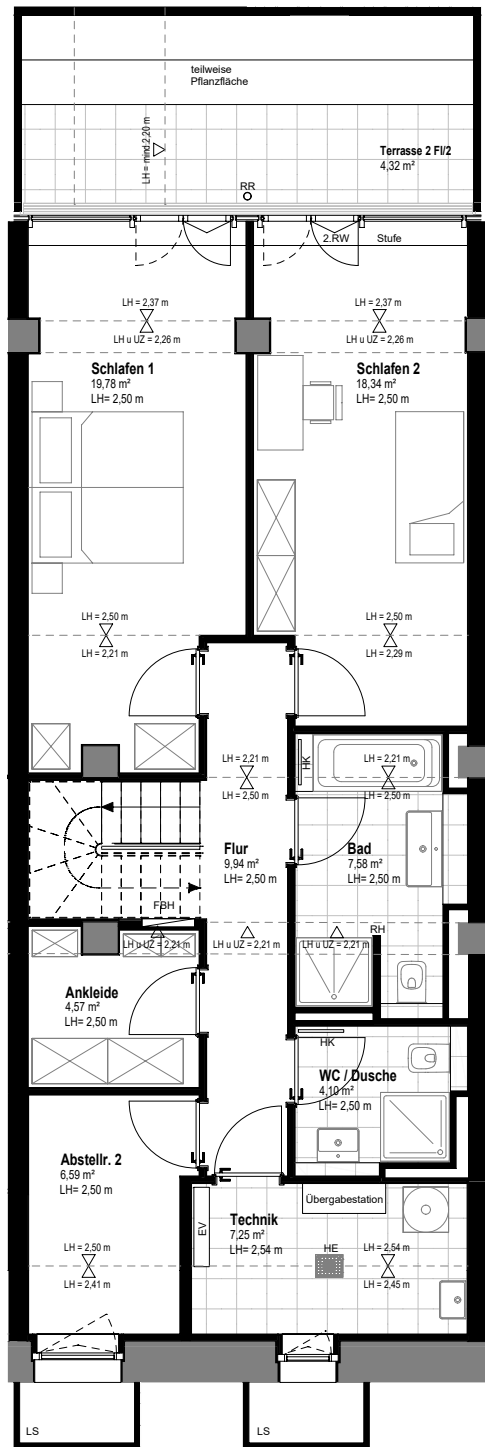 teilweise
Pflanzfläche
LH = mind.2,20 m
Terrasse 2 Fl/2
4,32 m²
RR
2.RW
Stufe
LH = 2,37 m
LH u UZ = 2,26 m
LH = 2,37 m
LH u UZ = 2,26 m
Schlafen 1
19,78 m²
LH= 2,50 m
Schlafen 2
18,34 m²
LH= 2,50 m
LH = 2,50 m
LH = 2,21 m
LH = 2,50 m
LH = 2,29 m
LH = 2,21 m
LH = 2,50 m
HK
LH = 2,21 m
LH = 2,50 m
Flur
9,94 m²
LH= 2,50 m
Bad
7,58 m²
LH= 2,50 m
FBH
RH
LH u UZ = 2,21 m
LH u UZ = 2,21 m
LH u UZ = 2,21 m
Ankleide
4,57 m²
LH= 2,50 m
HK
WC / Dusche
4,10 m²
LH= 2,50 m
Abstellr. 2
6,59 m²
LH= 2,50 m
Übergabestation
EV
Technik
7,25 m²
LH= 2,54 m
HE
LH = 2,50 m
LH = 2,41 m
LH = 2,54 m
LH = 2,45 m
LS
LS